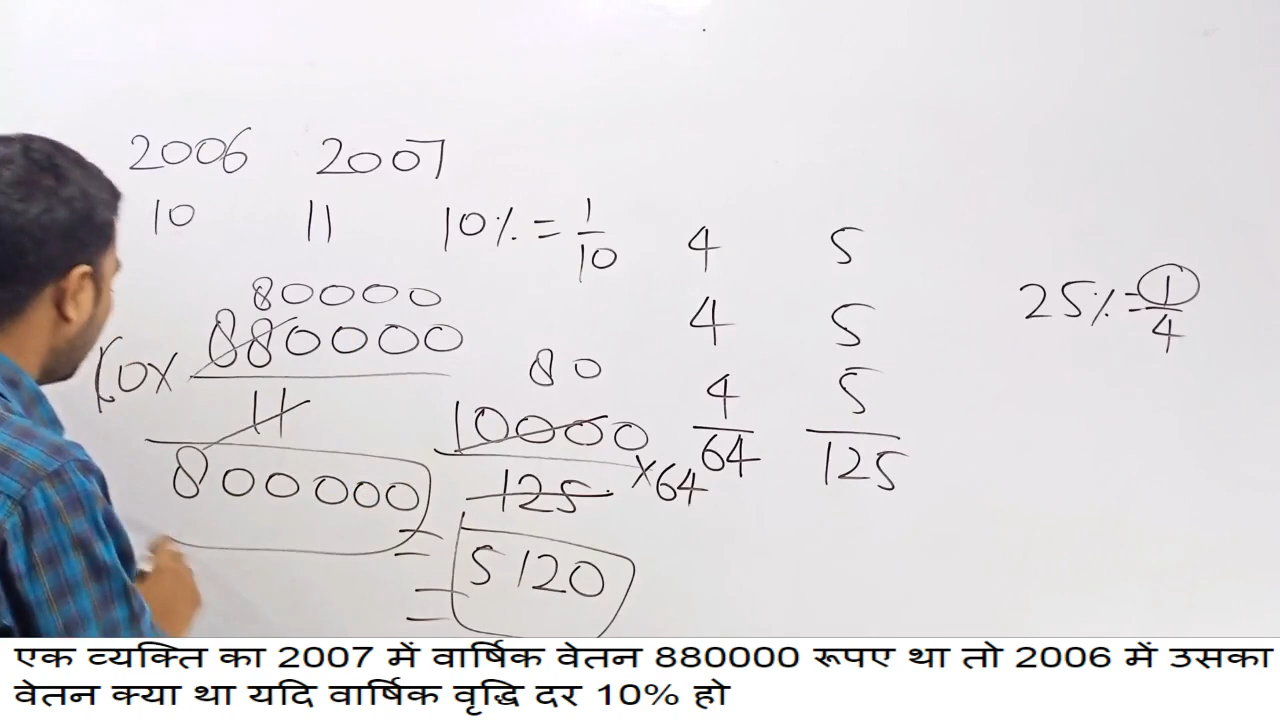 2006 2007
10 11 10% = 1/10
80000
10x 880000
11
800000
80
10000
125 x64
=
= 5120
4 5
4 5
4 5
64 125
25% = 1/4
एक व्यक्ति का 2007 में वार्षिक वेतन 880000 रूपए था तो 2006 में उसका
वेतन क्या था यदि वार्षिक वृद्धि दर 10% हो